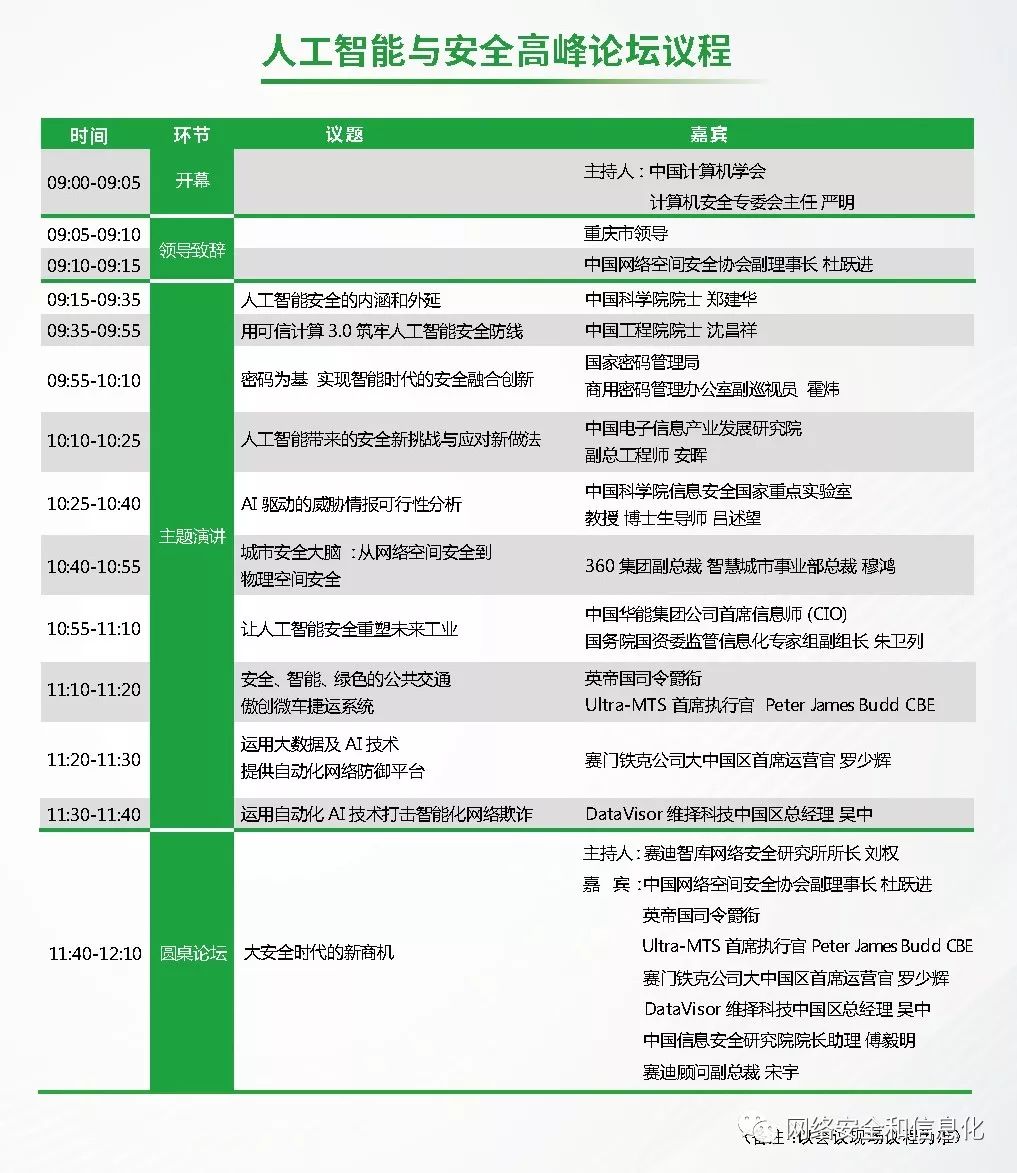 人工智能与安全高峰论坛议程
时间 环节 议题 嘉宾
09:00-09:05 开幕 主持人：中国计算机学会
计算机安全专委会主任 严明
09:05-09:10 领导致辞 重庆市领导
09:10-09:15 中国网络空间安全协会副理事长 杜跃进
主题演讲
09:15-09:35 人工智能安全的内涵和外延 中国科学院院士 郑建华
09:35-09:55 用可信计算 3.0 筑牢人工智能安全防线 中国工程院院士 沈昌祥
09:55-10:10 密码为基 实现智能时代的安全融合创新 国家密码管理局
商用密码管理办公室副巡视员 霍炜
10:10-10:25 人工智能带来的安全新挑战与应对新做法 中国电子信息产业发展研究院
副总工程师 安晖
10:25-10:40 AI 驱动的威胁情报可行性分析 中国科学院信息安全国家重点实验室
教授 博士生导师 吕述望
10:40-10:55 城市安全大脑 ：从网络空间安全到
物理空间安全 360 集团副总裁 智慧城市事业部总裁 穆鸿
10:55-11:10 让人工智能安全重塑未来工业 中国华能集团公司首席信息师 (CIO)
国务院国资委监管信息化专家组副组长 朱卫列
11:10-11:20 安全、智能、绿色的公共交通 英帝国司令爵衔
傲创微车捷运系统 Ultra-MTS 首席执行官 Peter James Budd CBE
11:20-11:30 运用大数据及 AI 技术
提供自动化网络防御平台 赛门铁克公司大中国区首席运营官 罗少辉
11:30-11:40 运用自动化 AI 技术打击智能化网络欺诈 DataVisor 维择科技中国区总经理 吴中
11:40-12:10 圆桌论坛 大安全时代的新商机
主持人：赛迪智库网络安全研究所所长 刘权
嘉 宾：中国网络空间安全协会副理事长 杜跃进
英帝国司令爵衔
Ultra-MTS 首席执行官 Peter James Budd CBE
赛门铁克公司大中国区首席运营官 罗少辉
DataVisor 维择科技中国区总经理 吴中
中国信息安全研究院院长助理 傅毅明
赛迪顾问副总裁 宋宇
网络安全和信息化
（备注：以会议现场议程为准）